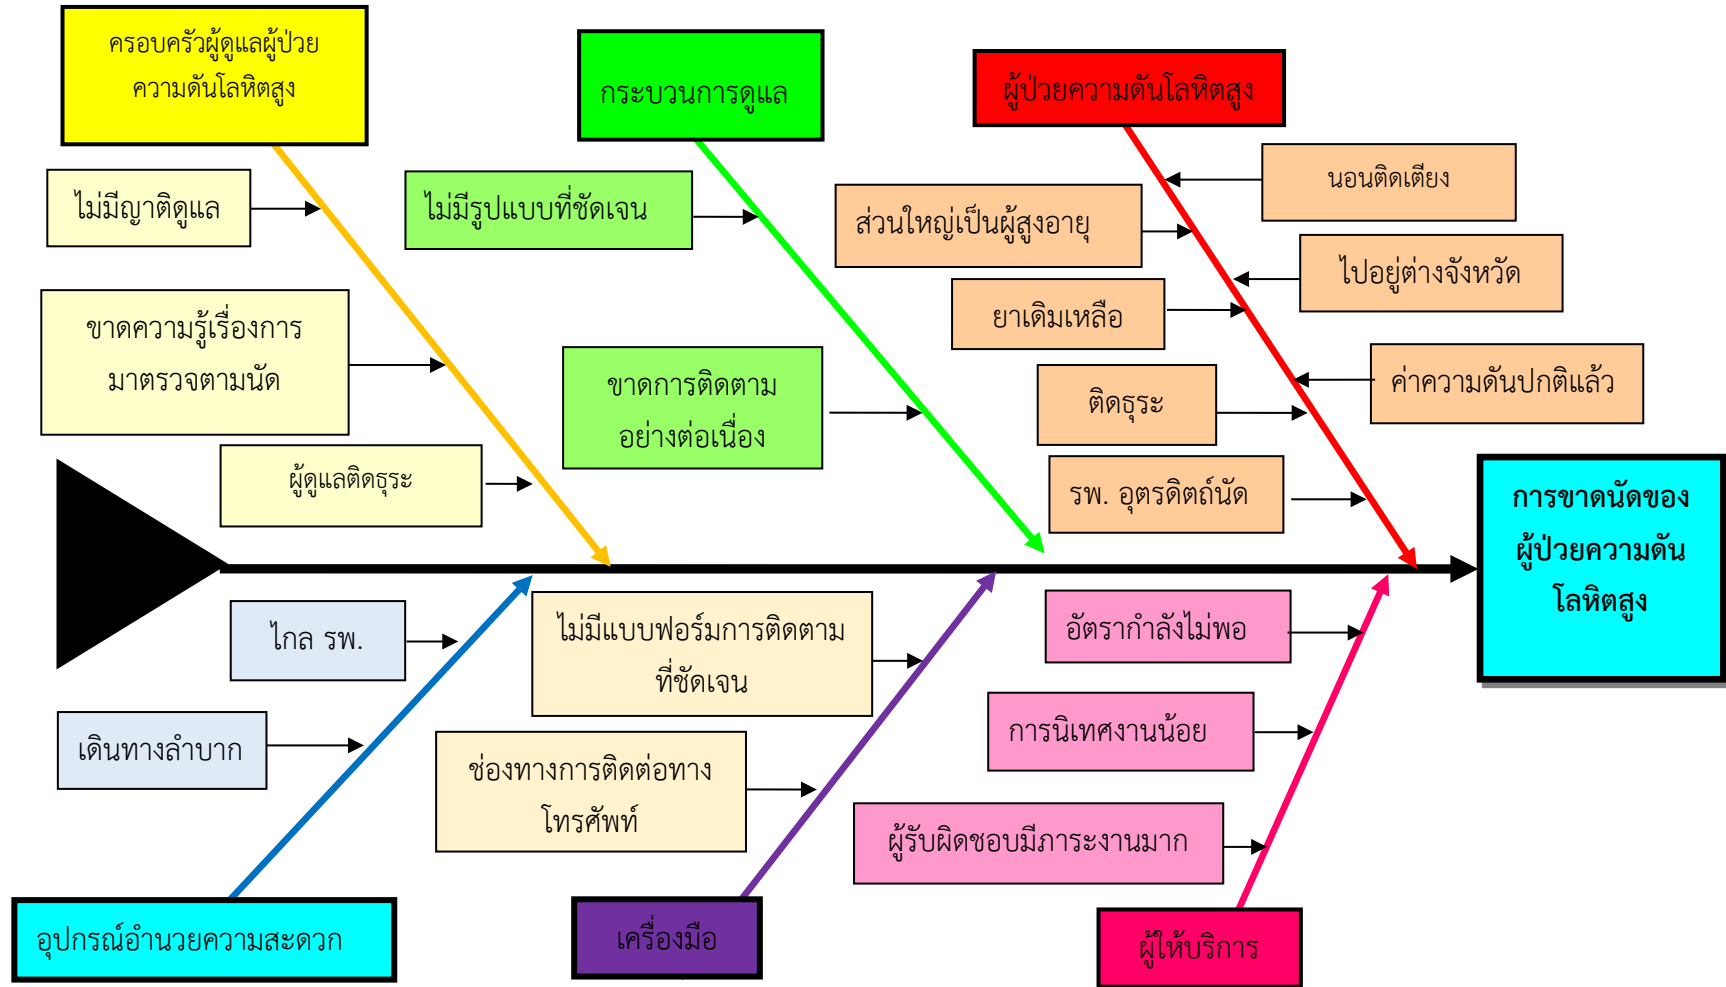 ครอบครัวผู้ดูแลผู้ป่วย
ความดันโลหิตสูง
กระบวนการดูแล
ผู้ป่วยความดันโลหิตสูง
ไม่มีญาติดูแล
ขาดความรู้เรื่องการ
มาตรวจตามนัด
ผู้ดูแลติดธุระ
ไม่มีรูปแบบที่ชัดเจน
ขาดการติดตาม
อย่างต่อเนื่อง
นอนติดเตียง
ส่วนใหญ่เป็นผู้สูงอายุ
ไปอยู่ต่างจังหวัด
ยาเดิมเหลือ
ค่าความดันปกติแล้ว
ติดธุระ
รพ. อุตรดิตถ์นัด
การขาดนัดของ
ผู้ป่วยความดัน
โลหิตสูง
ไกล รพ.
เดินทางลำบาก
ไม่มีแบบฟอร์มการติดตาม
ที่ชัดเจน
ช่องทางการติดต่อทาง
โทรศัพท์
อัตรากำลังไม่พอ
การนิเทศงานน้อย
ผู้รับผิดชอบมีภาระงานมาก
อุปกรณ์อำนวยความสะดวก
เครื่องมือ
ผู้ให้บริการ